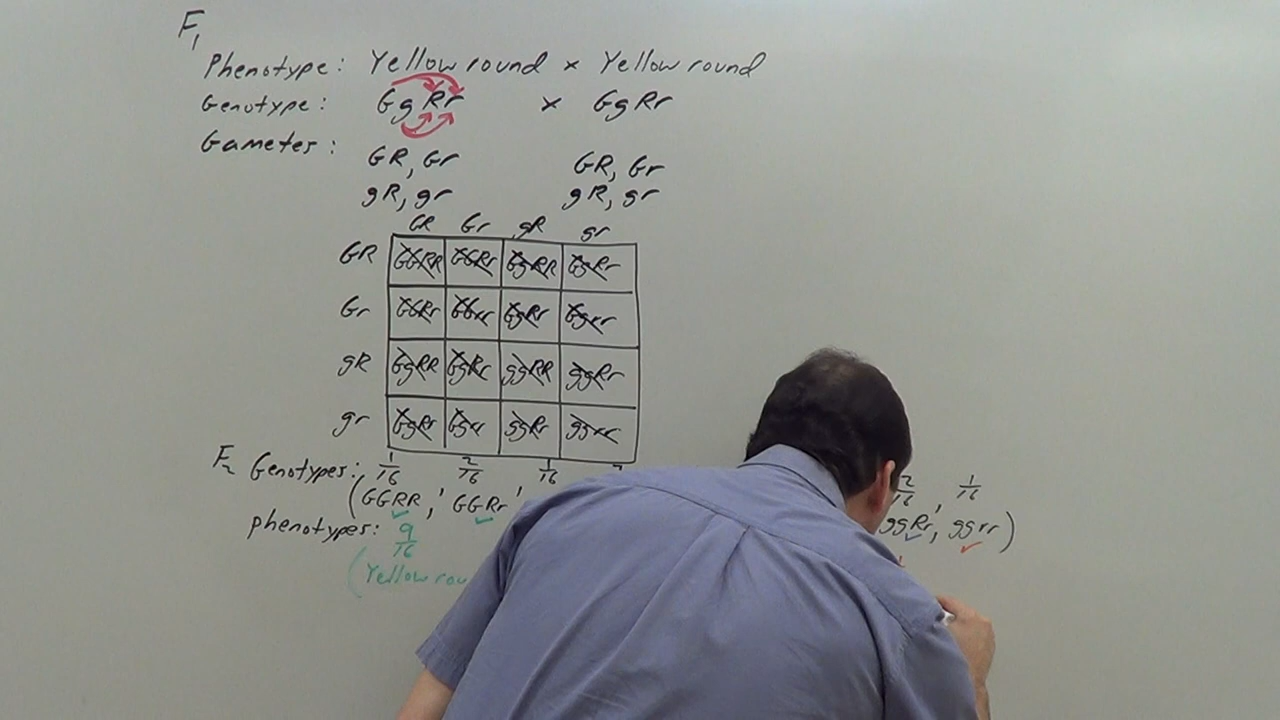 F1
Phenotype: Yellow round x Yellow round
Genotype: GgRr x GgRr
Gametes: GR, Gr GR, Gr
gR, gr gR, gr
GR Gr gR gr
GR GGRR GGRr GgRR GgRr
Gr GGRr GGrr GgRr Ggrr
gR GgRR GgRr ggRR ggRr
gr GgRr Ggrr ggRr ggrr
F2 Genotypes: 1/16 2/16 1/16 2/16, 1/16
(GGRR, GGRr, ggRr, ggrr)
phenotypes: 9/16
(Yellow rou